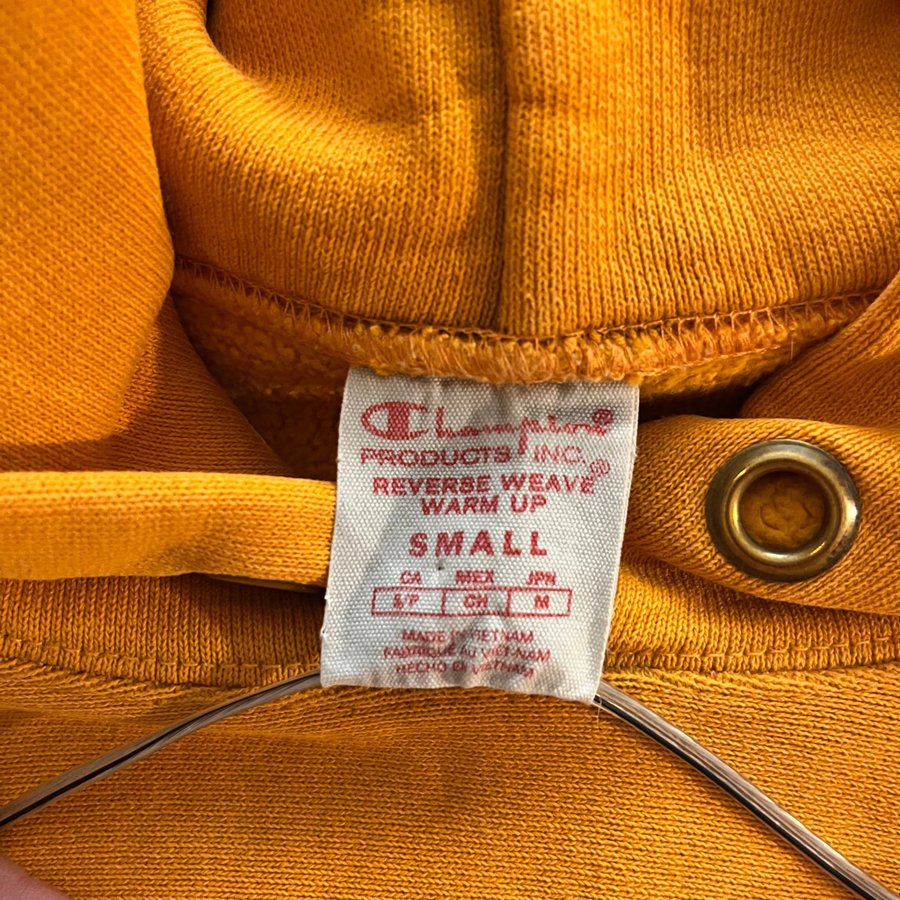 Champion®
PRODUCTS INC.
REVERSE WEAVE®
WARM UP
SMALL
CA MEX JPN
S/P CH M
MADE IN VIETNAM
FABRIQUÉ AU VIET-NAM
HECHO EN VIETNAM